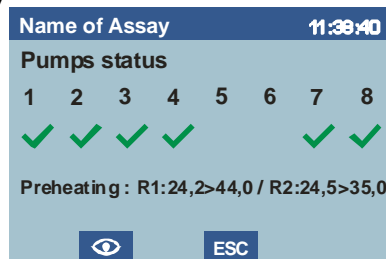 Name of Assay 11:38:40
Pumps status
1 2 3 4 5 6 7 8
Preheating: R1:24,2>44,0 / R2:24,5>35,0
ESC